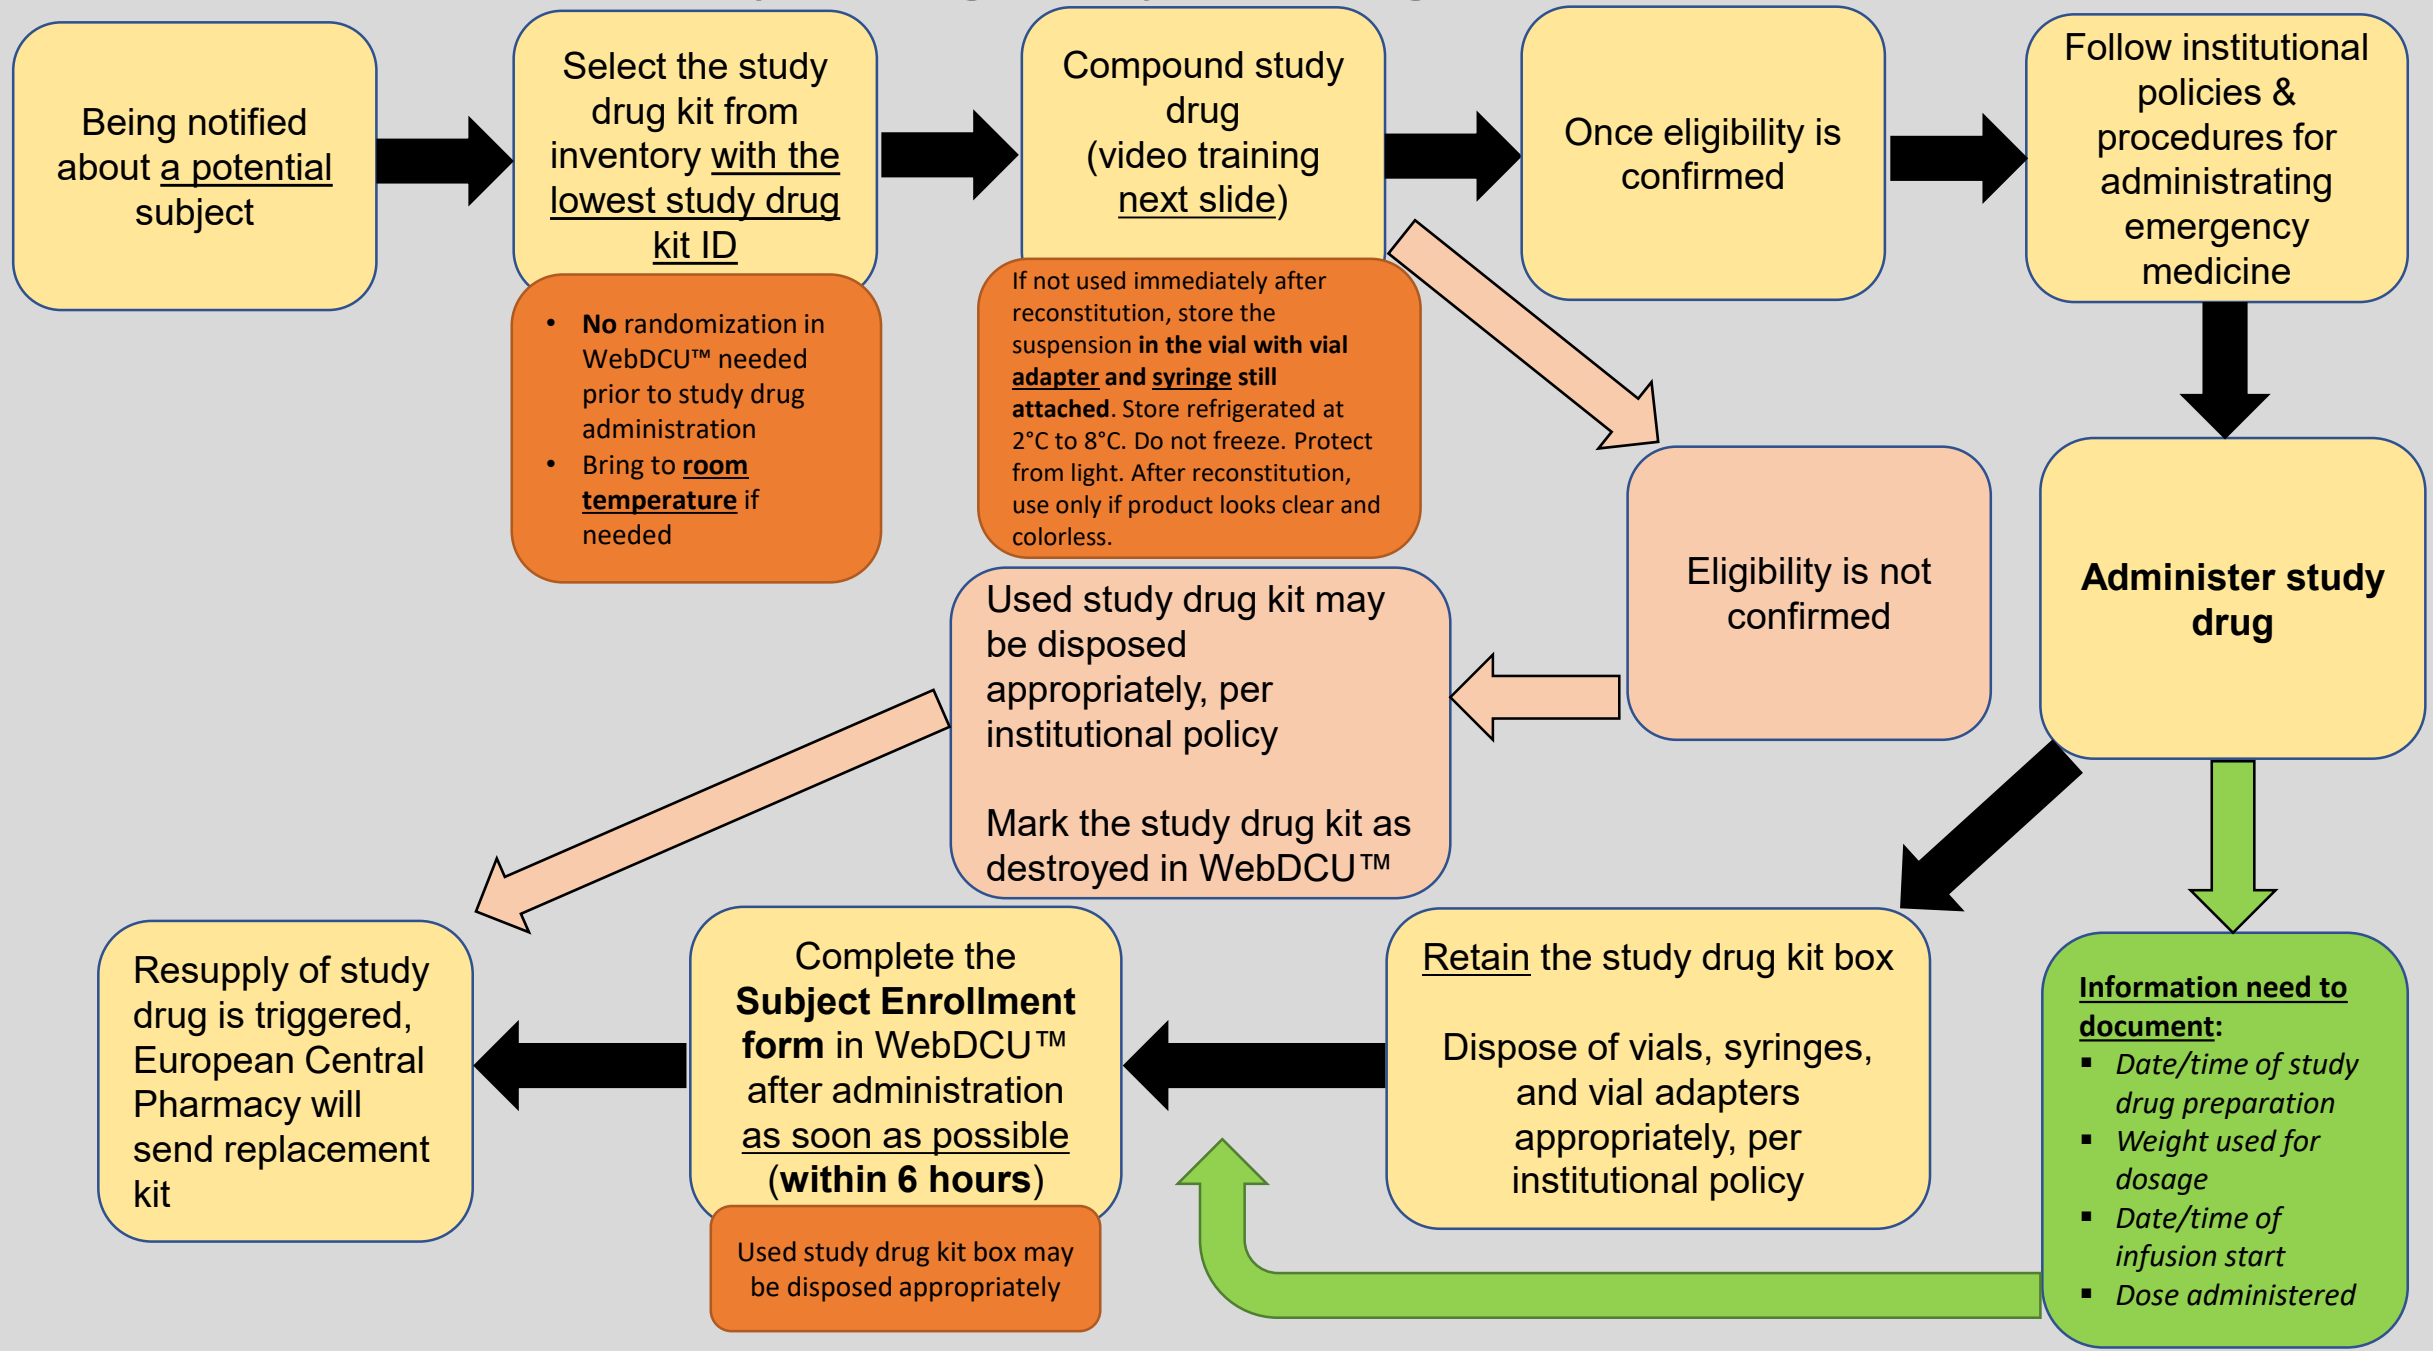 Being notified
about a potential
subject
Select the study
drug kit from
inventory with the
lowest study drug
kit ID
• No randomization in
WebDCU™ needed
prior to study drug
administration
• Bring to room
temperature if
needed
Compound study
drug
(video training
next slide)
If not used immediately after
reconstitution, store the
suspension in the vial with vial
adapter and syringe still
attached. Store refrigerated at
2°C to 8°C. Do not freeze. Protect
from light. After reconstitution,
use only if product looks clear and
colorless.
Once eligibility is
confirmed
Follow institutional
policies &
procedures for
administrating
emergency
medicine
Eligibility is not
confirmed
Administer study
drug
Used study drug kit may
be disposed
appropriately, per
institutional policy
Mark the study drug kit as
destroyed in WebDCU™
Resupply of study
drug is triggered,
European Central
Pharmacy will
send replacement
kit
Complete the
Subject Enrollment
form in WebDCU™
after administration
as soon as possible
(within 6 hours)
Used study drug kit box may
be disposed appropriately
Retain the study drug kit box
Dispose of vials, syringes,
and vial adapters
appropriately, per
institutional policy
Information need to
document:
▪ Date/time of study
drug preparation
▪ Weight used for
dosage
▪ Date/time of
infusion start
▪ Dose administered